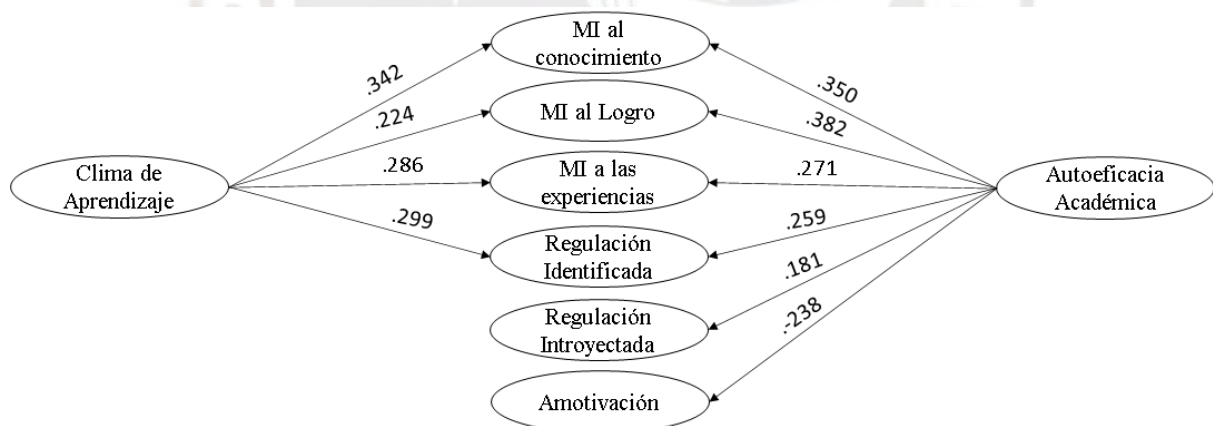 MI al
conocimiento
.342
.350
MI al Logro
.224
.382
.286
MI a las
experiencias
.271
Clima de
Aprendizaje
Autoeficacia
Académica
.299
Regulación
Identificada
.259
.181
Regulación
Introyectada
.-238
Amotivación